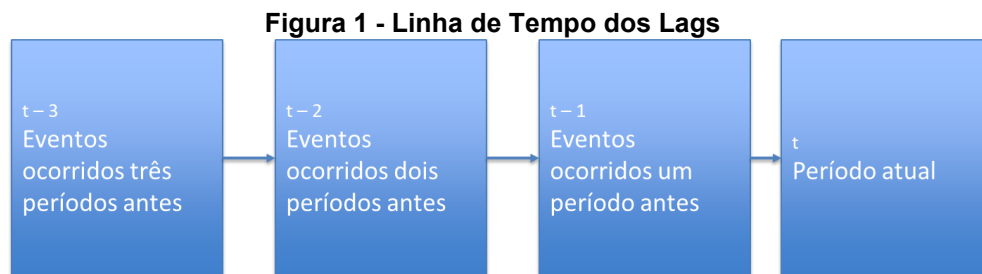 Figura 1 - Linha de Tempo dos Lags
t – 3
Eventos
ocorridos três
períodos antes
t – 2
Eventos
ocorridos dois
períodos antes
t – 1
Eventos
ocorridos um
período antes
t
Período atual